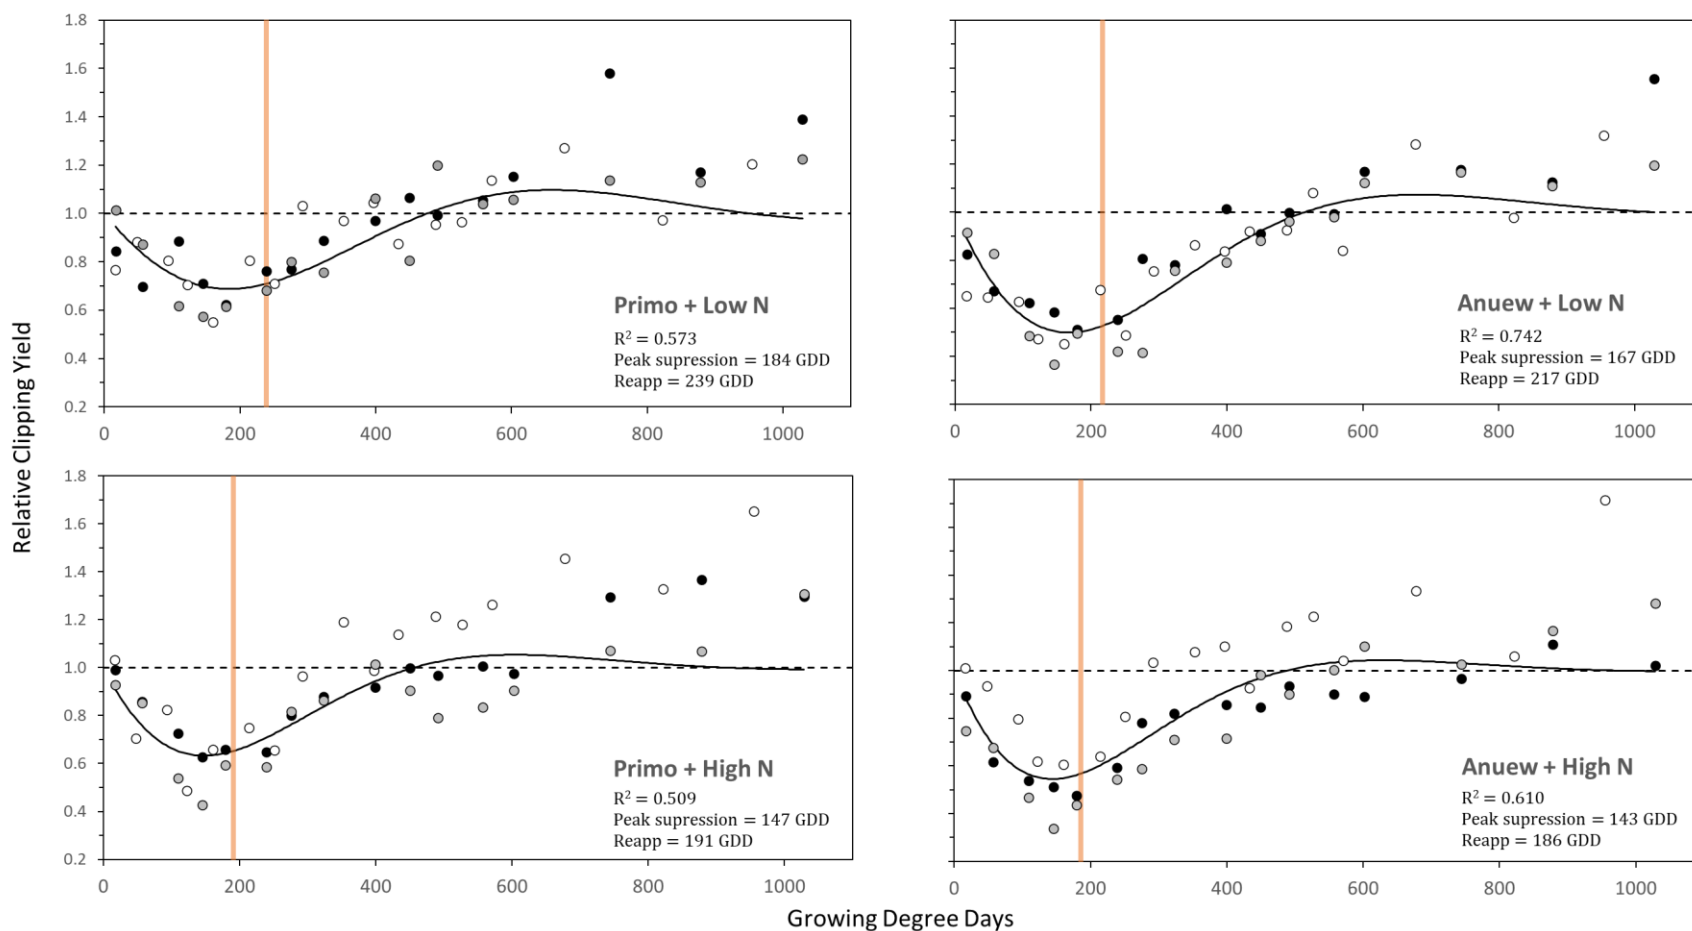 Relative Clipping Yield
1.8
1.6
1.4
1.2
1.0
0.8
0.6
0.4
0.2
0 200 400 600 800 1000
Primo + Low N
R² = 0.573
Peak supression = 184 GDD
Reapp = 239 GDD
0 200 400 600 800 1000
Anuew + Low N
R² = 0.742
Peak supression = 167 GDD
Reapp = 217 GDD
1.8
1.6
1.4
1.2
1.0
0.8
0.6
0.4
0.2
0 200 400 600 800 1000
Primo + High N
R² = 0.509
Peak supression = 147 GDD
Reapp = 191 GDD
0 200 400 600 800 1000
Anuew + High N
R² = 0.610
Peak supression = 143 GDD
Reapp = 186 GDD
Growing Degree Days